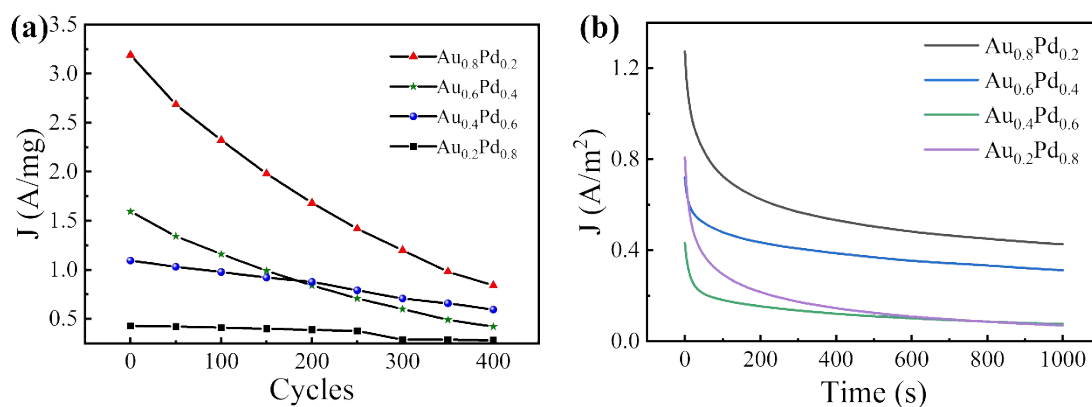 (a)
3.5
3.0
2.5
2.0
1.5
1.0
0.5
J (A/mg)
Au0.8Pd0.2
Au0.6Pd0.4
Au0.4Pd0.6
Au0.2Pd0.8
0 100 200 300 400
Cycles
(b)
1.2
0.8
0.4
0.0
J (A/m²)
Au0.8Pd0.2
Au0.6Pd0.4
Au0.4Pd0.6
Au0.2Pd0.8
0 200 400 600 800 1000
Time (s)